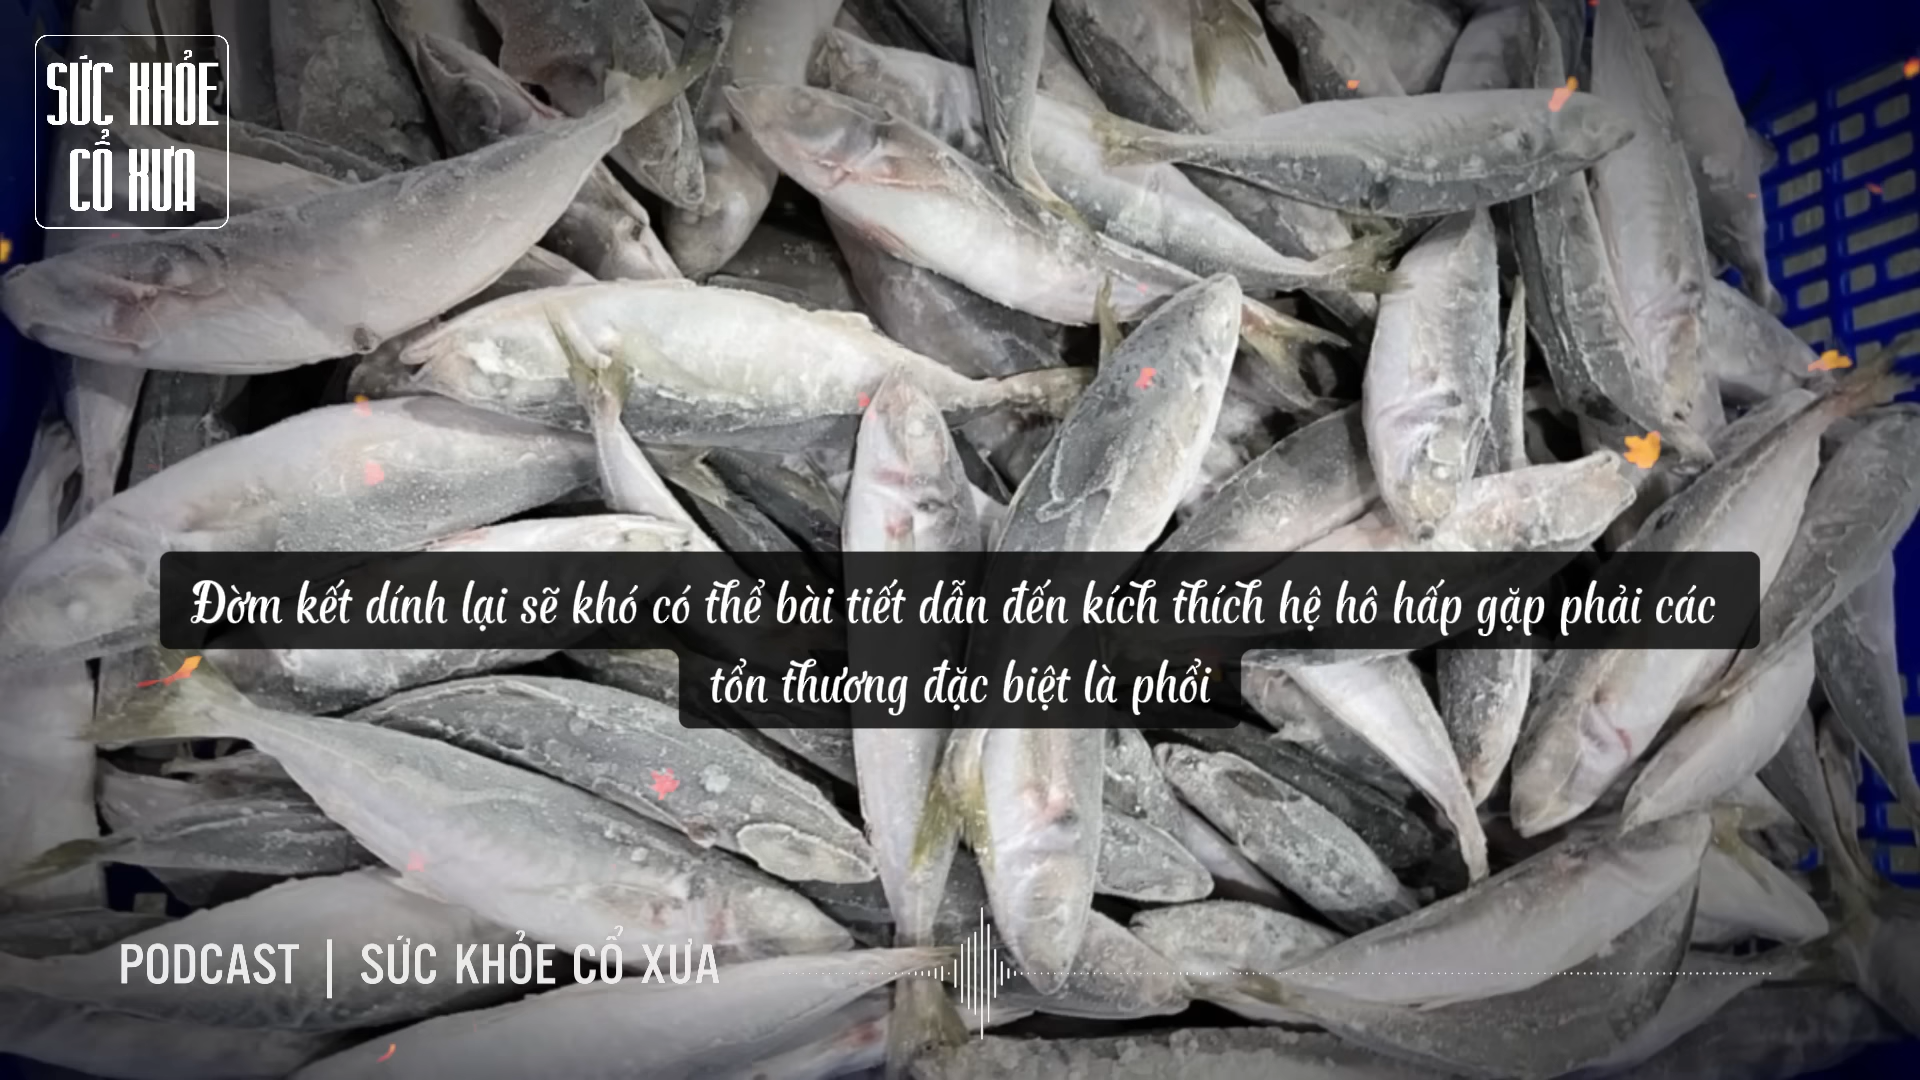 SỨC KHỎE
CỔ XƯA
Đờm kết dính lại sẽ khó có thể bài tiết dẫn đến kích thích hệ hô hấp gặp phải các
tổn thương đặc biệt là phổi
PODCAST | SỨC KHỎE CỔ XƯA